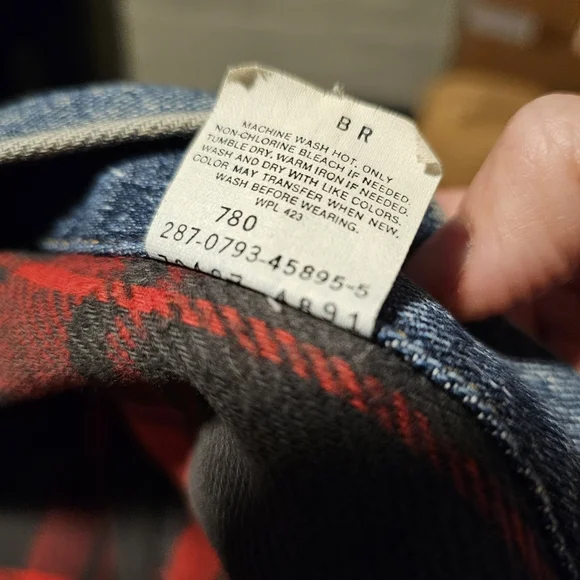 BR
MACHINE WASH HOT, ONLY
NON-CHLORINE BLEACH IF NEEDED,
TUMBLE DRY, WARM IRON IF NEEDED.
WASH AND DRY WITH LIKE COLORS.
COLOR MAY TRANSFER WHEN NEW,
WASH BEFORE WEARING.
WPL 423
780
287-0793-45895-5
4891